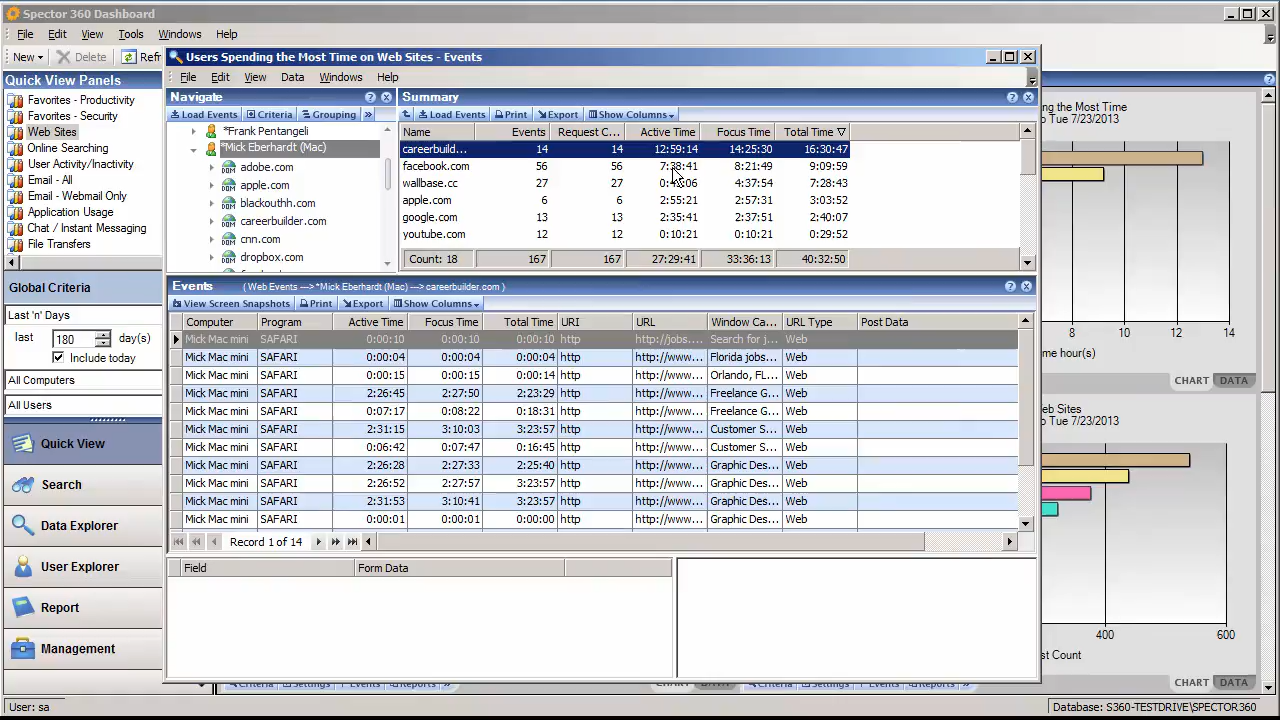 Spector 360 Dashboard
File Edit View Tools Windows Help
New Delete Refr
Quick View Panels
Favorites - Productivity
Favorites - Security
Web Sites
Online Searching
User Activity/Inactivity
Email - All
Email - Webmail Only
Application Usage
Chat / Instant Messaging
File Transfers
Global Criteria
Last 'n' Days
last 180 day(s)
Include today
All Computers
All Users
Quick View
Search
Data Explorer
User Explorer
Report
Management
User: sa
Users Spending the Most Time on Web Sites - Events
File Edit View Data Windows Help
Navigate
Load Events Criteria Grouping »
*Frank Pentangeli
*Mick Eberhardt (Mac)
adobe.com
apple.com
blackouthh.com
careerbuilder.com
cnn.com
dropbox.com
Summary
Load Events Print Export Show Columns
Name Events Request C... Active Time Focus Time Total Time
careerbuild... 14 14 12:59:14 14:25:30 16:30:47
facebook.com 56 56 7:38:41 8:21:49 9:09:59
wallbase.cc 27 27 4:37:54 7:28:43
apple.com 6 6 2:55:21 2:57:31 3:03:52
google.com 13 13 2:35:41 2:37:51 2:40:07
youtube.com 12 12 0:10:21 0:10:21 0:29:52
Count: 18 167 167 27:29:41 33:36:13 40:32:50
Events ( Web Events --->*Mick Eberhardt (Mac) --->careerbuilder.com )
View Screen Snapshots Print Export Show Columns
Computer Program Active Time Focus Time Total Time URI URL Window Ca... URL Type Post Data
Mick Mac mini SAFARI 0:00:10 0:00:10 0:00:10 http http://jobs.... Search for j... Web
Mick Mac mini SAFARI 0:00:04 0:00:04 0:00:04 http http://www... Florida jobs... Web
Mick Mac mini SAFARI 0:00:15 0:00:15 0:00:14 http http://www... Orlando, FL... Web
Mick Mac mini SAFARI 2:26:45 2:27:50 2:23:29 http http://www... Freelance G... Web
Mick Mac mini SAFARI 0:07:17 0:08:22 0:18:31 http http://www... Freelance G... Web
Mick Mac mini SAFARI 2:31:15 3:10:03 3:23:57 http http://www... Customer S... Web
Mick Mac mini SAFARI 0:06:42 0:07:47 0:16:45 http http://www... Customer S... Web
Mick Mac mini SAFARI 2:26:28 2:27:33 2:25:40 http http://www... Graphic Des... Web
Mick Mac mini SAFARI 2:26:52 2:27:57 3:23:57 http http://www... Graphic Des... Web
Mick Mac mini SAFARI 2:31:53 3:10:41 3:23:57 http http://www... Graphic Des... Web
Mick Mac mini SAFARI 0:00:01 0:00:01 0:00:00 http http://www... Graphic Des... Web
Record 1 of 14
Field Form Data
ng the Most Time
o Tue 7/23/2013
8 10 12 14
me hour(s)
CHART DATA
eb Sites
o Tue 7/23/2013
400 600
st Count
CHART DATA
Database: S360-TESTDRIVE\SPECTOR360